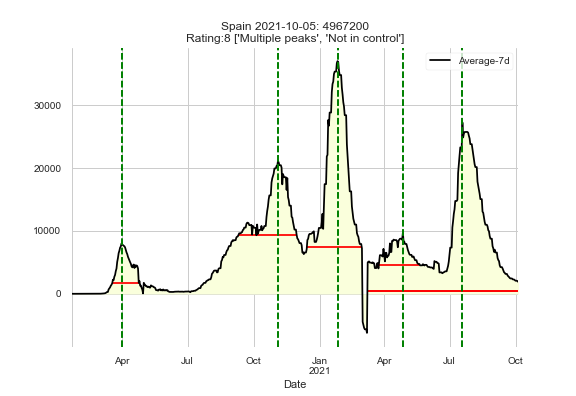 Spain 2021-10-05: 4967200
Rating:8 ['Multiple peaks', 'Not in control']
Average-7d
30000
20000
10000
0
Apr
Jul
Oct
Jan
2021
Apr
Jul
Oct
Date